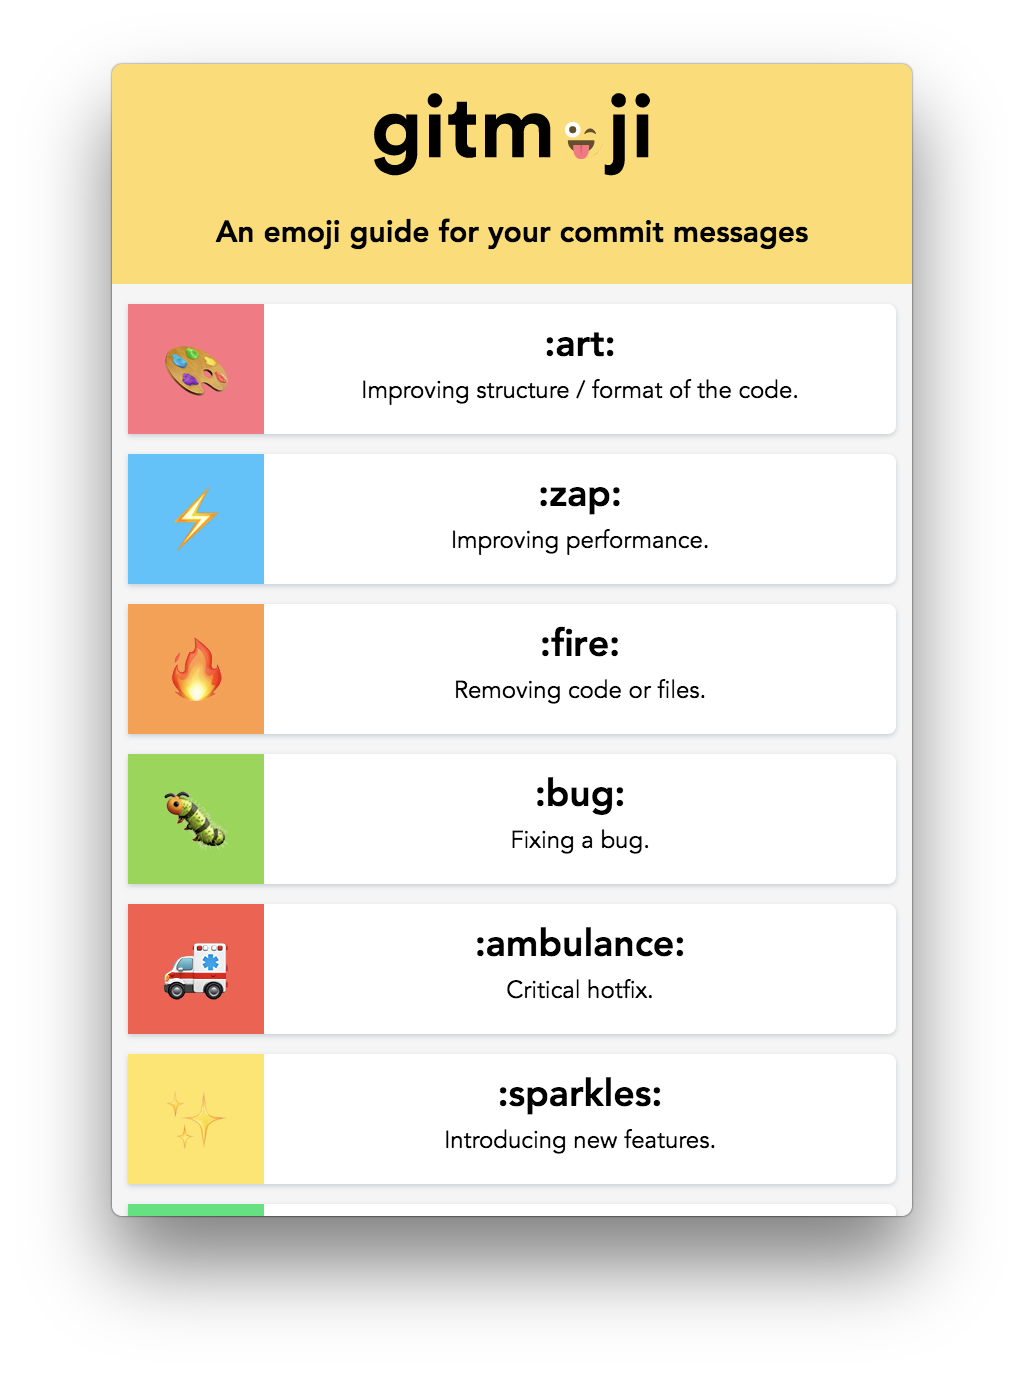 gitm😜ji
An emoji guide for your commit messages
:art:
Improving structure / format of the code.
:zap:
Improving performance.
:fire:
Removing code or files.
:bug:
Fixing a bug.
:ambulance:
Critical hotfix.
:sparkles:
Introducing new features.